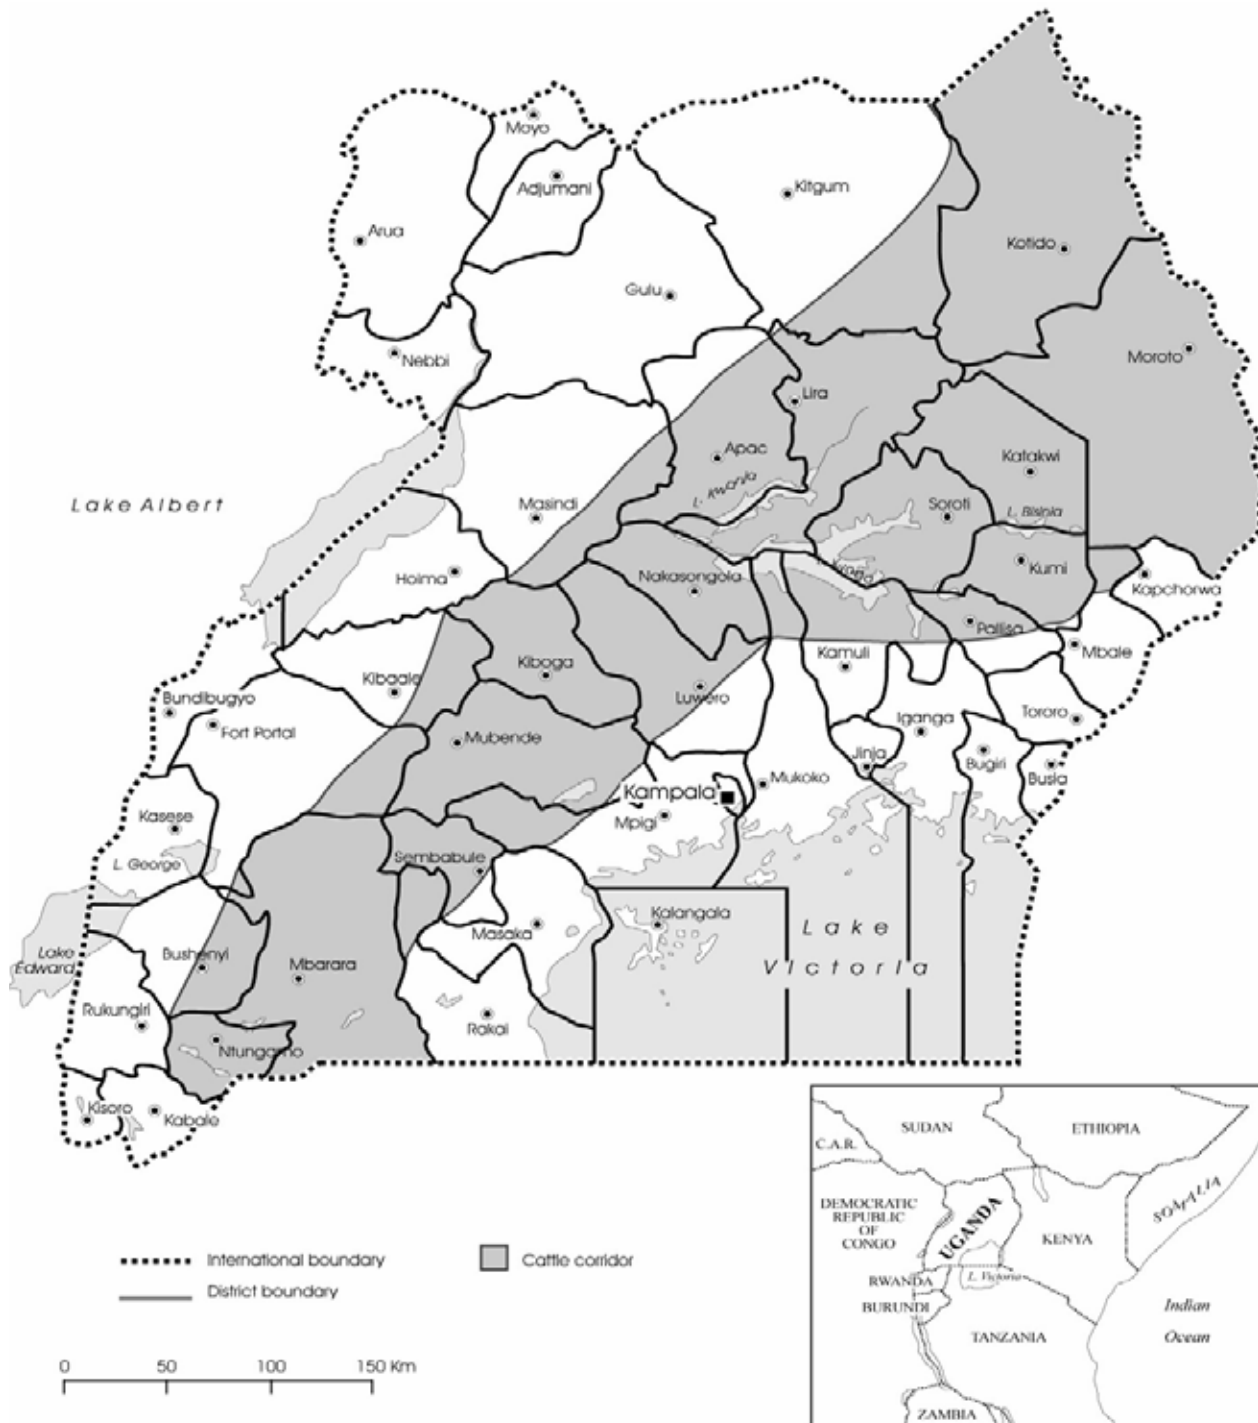 Moyo
Adjumani
Kitgum
Arua
Kotido
Gulu
Nebbi
Moroto
Lira
Apac
Katakwi
L. Kwania
Lake Albert
Masindi
Soroti
L. Bisinia
Hoima
Nakasongola
Kumi
Kapchorwa
Pallisa
Mbale
Kamuli
Kiboga
Kibaale
Luwero
Bundibugyo
Fort Portal
Mubende
Iganga
Tororo
Jinja
Bugiri
Busia
Kampala
Mukoko
Kasese
Mpigi
L. George
Sembabule
Kalangala
Masaka
Lake
Victoria
Lake
Edward
Bushenyi
Mbarara
Rukungiri
Rakai
Ntungamo
Kisoro
Kabale
International boundary
District boundary
Cattle corridor
0 50 100 150 Km
SUDAN
ETHIOPIA
C.A.R.
SOMALIA
DEMOCRATIC
REPUBLIC
OF
CONGO
UGANDA
KENYA
RWANDA
L. Victoria
BURUNDI
Indian
Ocean
TANZANIA
ZAMBIA